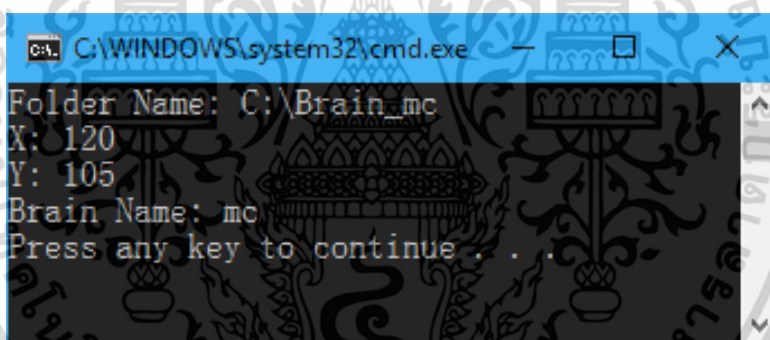 C:\WINDOWS\system32\cmd.exe
Folder Name: C:\Brain_mc
X: 120
Y: 105
Brain Name: mc
Press any key to continue . . .